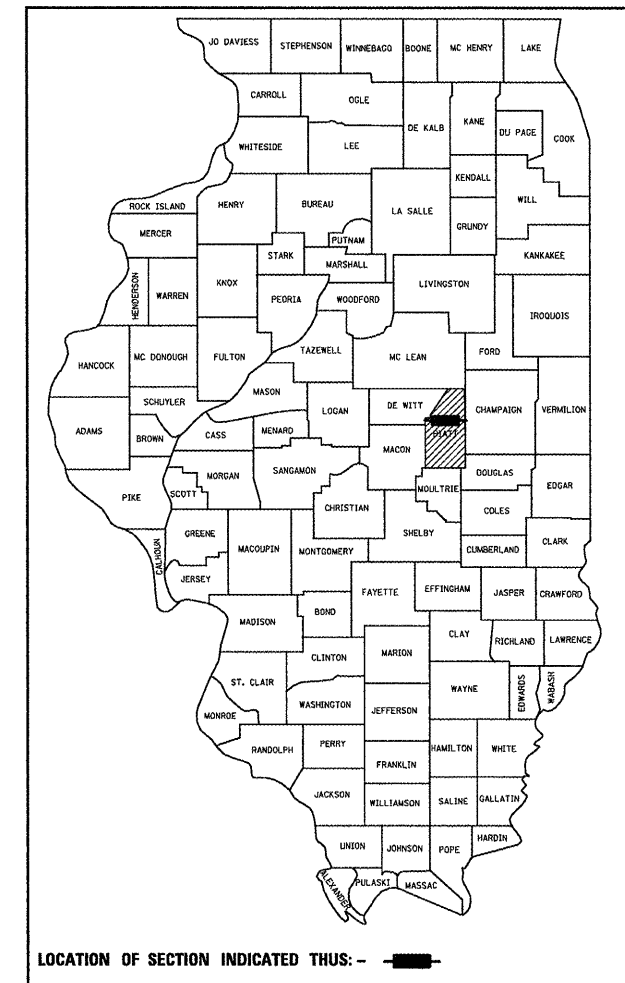 JO DAVIESS STEPHENSON WINNEBAGO BOONE MC HENRY LAKE
CARROLL OGLE DE KALB KANE DU PAGE COOK
WHITESIDE LEE
KENDALL WILL
ROCK ISLAND HENRY BUREAU LA SALLE GRUNDY
MERCER PUTNAM
STARK MARSHALL KANKAKEE
HENDERSON WARREN KNOX PEORIA WOODFORD LIVINGSTON IROQUOIS
HANCOCK MC DONOUGH FULTON TAZEWELL MC LEAN FORD
MASON
SCHUYLER LOGAN DE WITT CHAMPAIGN VERMILION
ADAMS BROWN CASS MENARD PIATT
MACON
MORGAN SANGAMON DOUGLAS EDGAR
PIKE SCOTT CHRISTIAN MOULTRIE
COLES
GREENE MACOUPIN MONTGOMERY SHELBY
CALHOUN CUMBERLAND CLARK
JERSEY FAYETTE EFFINGHAM JASPER CRAWFORD
MADISON BOND
CLAY RICHLAND LAWRENCE
CLINTON MARION
ST. CLAIR WAYNE EDWARDS WABASH
WASHINGTON JEFFERSON
MONROE
RANDOLPH PERRY HAMILTON WHITE
FRANKLIN
JACKSON WILLIAMSON SALINE GALLATIN
HARDIN
UNION JOHNSON POPE
ALEXANDER PULASKI MASSAC
LOCATION OF SECTION INDICATED THUS: -